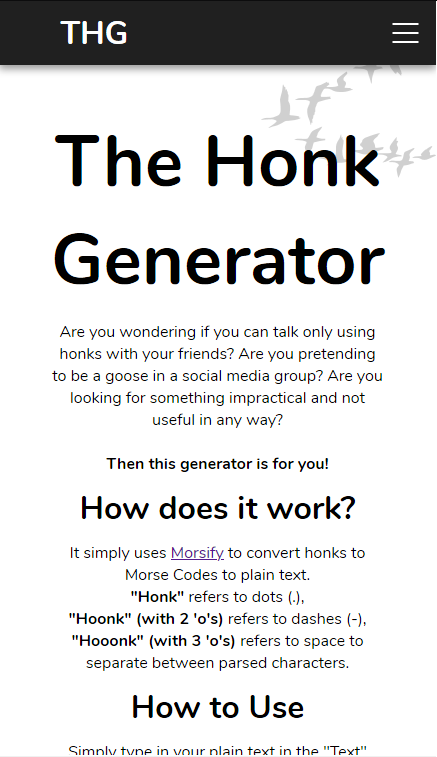 THG
The Honk
Generator
Are you wondering if you can talk only using
honks with your friends? Are you pretending
to be a goose in a social media group? Are you
looking for something impractical and not
useful in any way?
Then this generator is for you!
How does it work?
It simply uses Morsify to convert honks to
Morse Codes to plain text.
"Honk" refers to dots (.),
"Hoonk" (with 2 'o's) refers to dashes (-),
"Hooonk" (with 3 'o's) refers to space to
separate between parsed characters.
How to Use
Simply type in your plain text in the "Text"